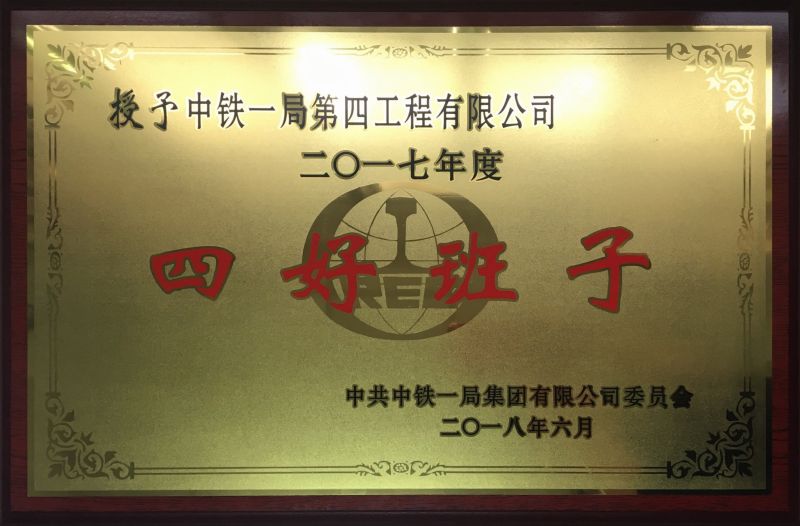 授予中铁一局第四工程有限公司
二〇一七年度
四好班子
CREC
中共中铁一局集团有限公司委员会
二〇一八年六月